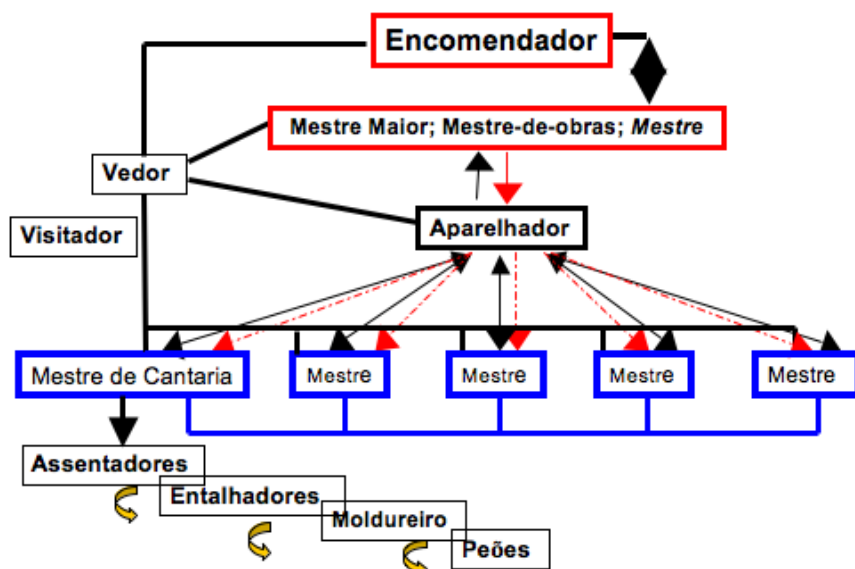 Encomendador
Mestre Maior; Mestre-de-obras; Mestre
Vedor
Aparelhador
Visitador
Mestre de Cantaria
Mestre
Mestre
Mestre
Mestre
Assentadores
Entalhadores
Moldureiro
Peões